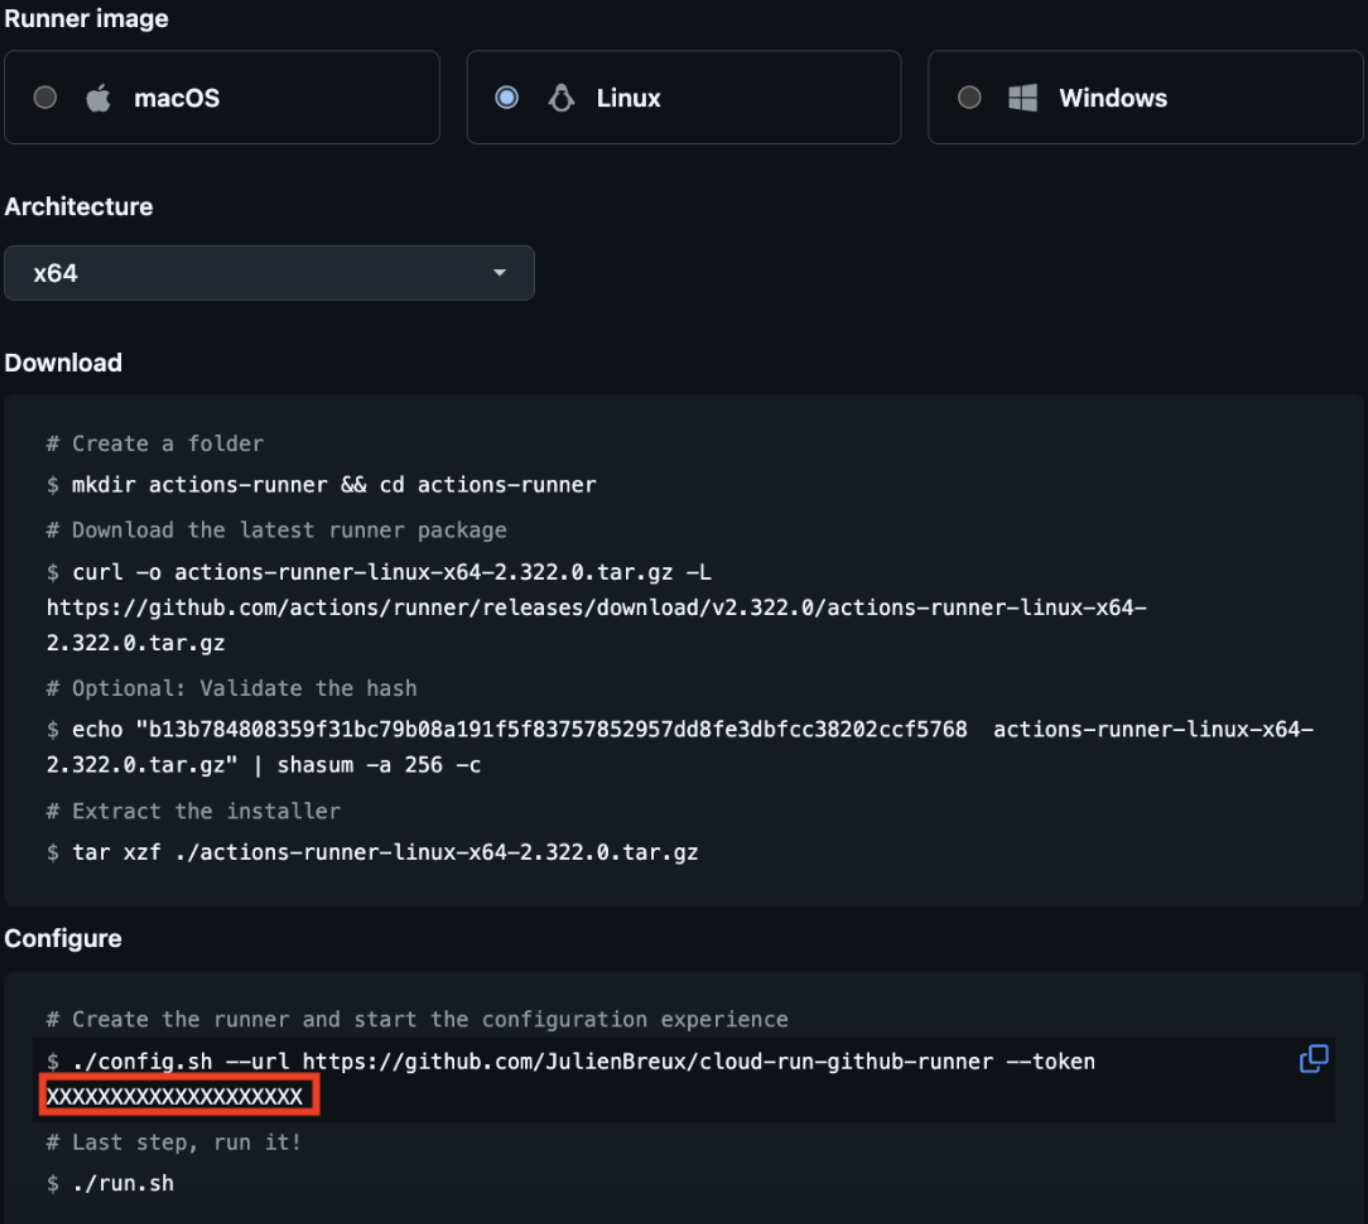 Runner image
macOS
Linux
Windows
Architecture
x64
Download
# Create a folder
$ mkdir actions-runner && cd actions-runner
# Download the latest runner package
$ curl -o actions-runner-linux-x64-2.322.0.tar.gz -L
https://github.com/actions/runner/releases/download/v2.322.0/actions-runner-linux-x64-
2.322.0.tar.gz
# Optional: Validate the hash
$ echo "b13b784808359f31bc79b08a191f5f83757852957dd8fe3dbfcc38202ccf5768  actions-runner-linux-x64-
2.322.0.tar.gz" | shasum -a 256 -c
# Extract the installer
$ tar xzf ./actions-runner-linux-x64-2.322.0.tar.gz
Configure
# Create the runner and start the configuration experience
$ ./config.sh --url https://github.com/JulienBreux/cloud-run-github-runner --token
XXXXXXXXXXXXXXXXXXXX
# Last step, run it!
$ ./run.sh